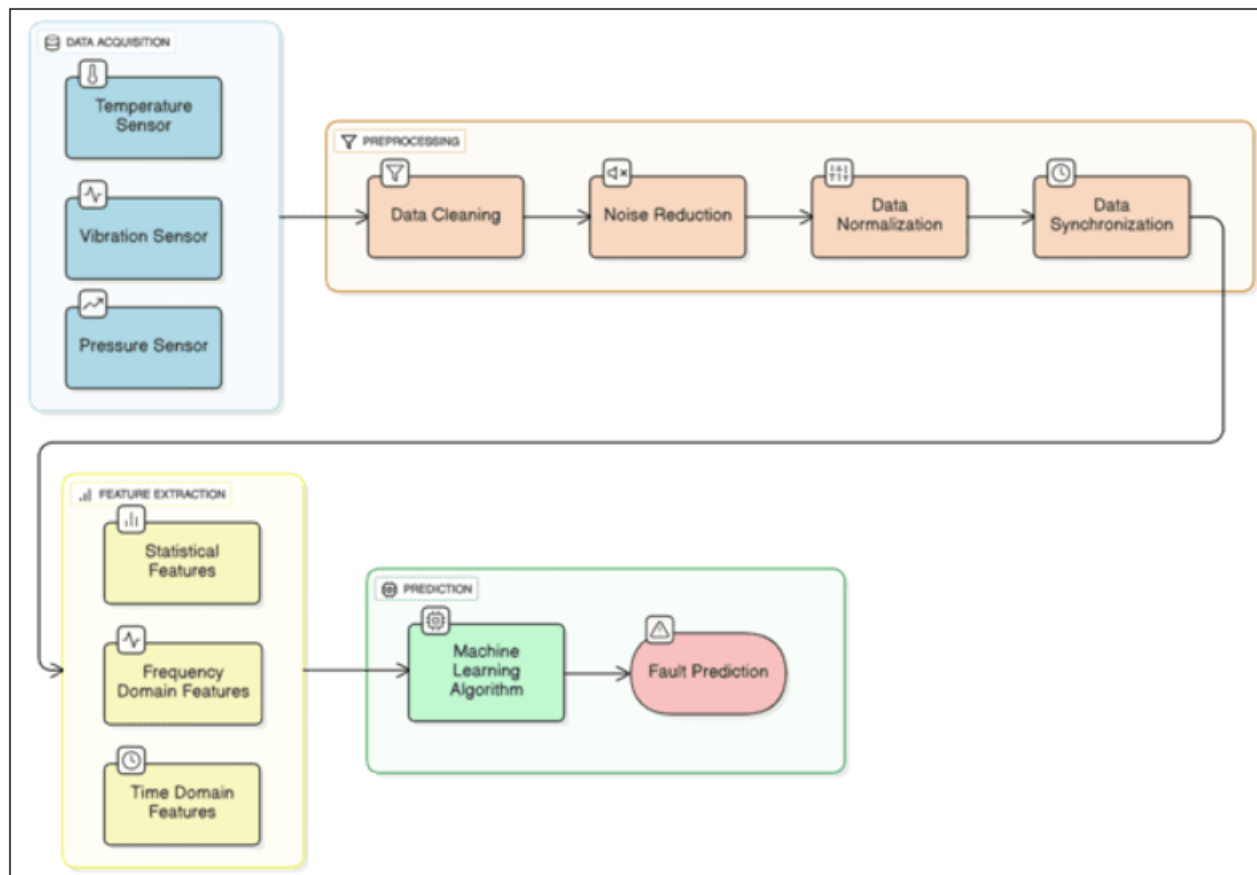 DATA ACQUISITION
Temperature
Sensor
Vibration Sensor
Pressure Sensor
PREPROCESSING
Data Cleaning
Noise Reduction
Data
Normalization
Data
Synchronization
FEATURE EXTRACTION
Statistical
Features
Frequency
Domain Features
Time Domain
Features
PREDICTION
Machine
Learning
Algorithm
Fault Prediction